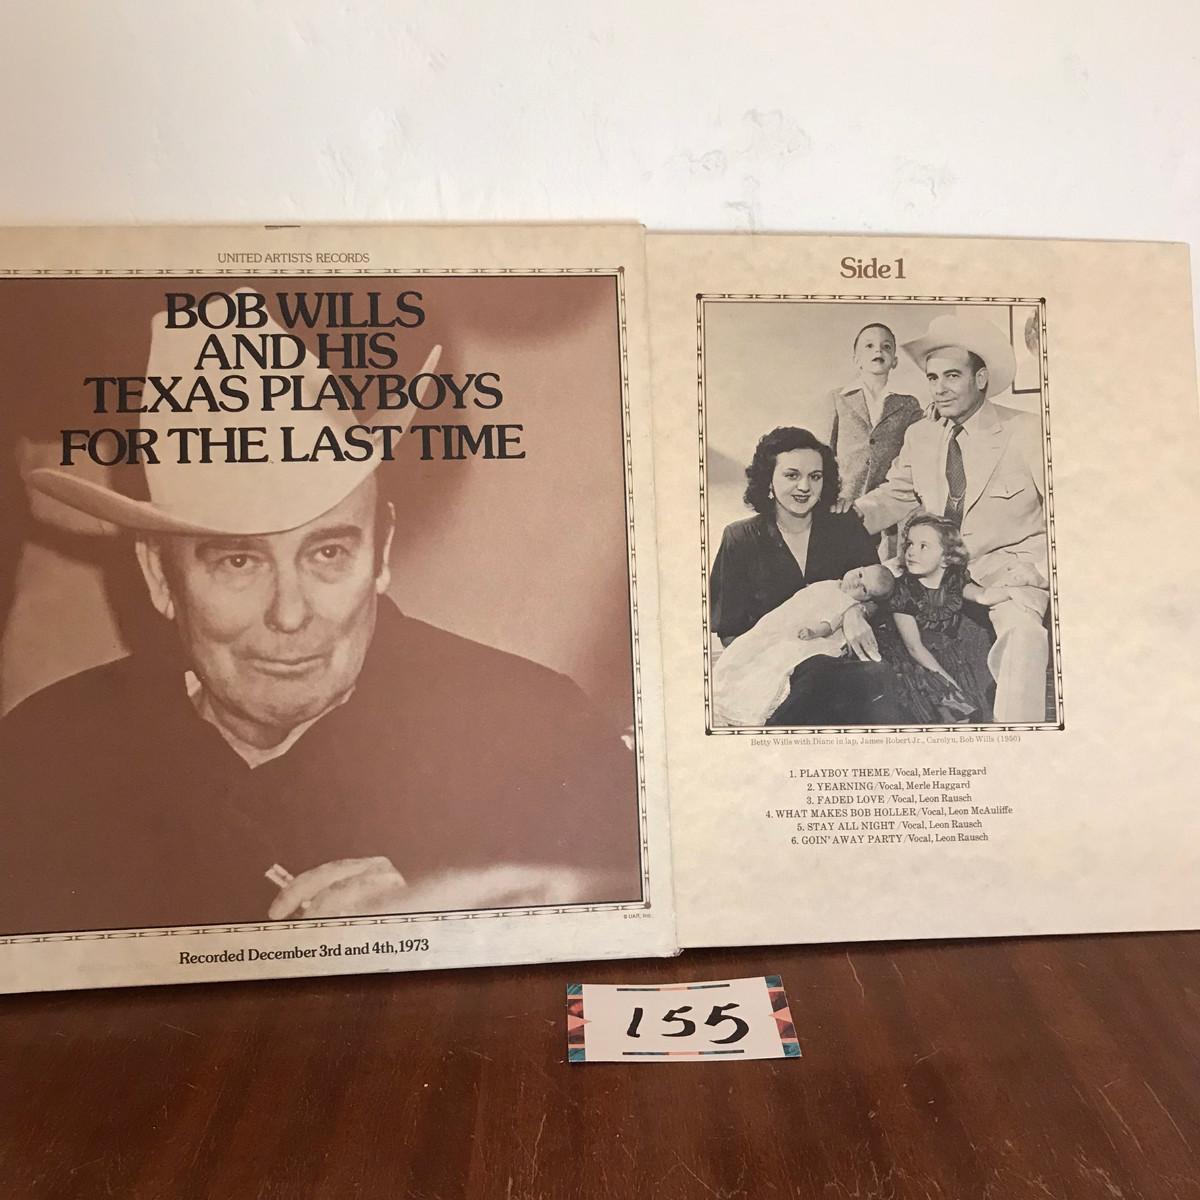 UNITED ARTISTS RECORDS
BOB WILLS
AND HIS
TEXAS PLAYBOYS
FOR THE LAST TIME
© UAR, Inc.
Recorded December 3rd and 4th, 1973
Side 1
Betty Wills with Diane in lap, James Robert Jr., Carolyn, Bob Wills (1950)
1. PLAYBOY THEME/Vocal, Merle Haggard
2. YEARNING/Vocal, Merle Haggard
3. FADED LOVE/Vocal, Leon Rausch
4. WHAT MAKES BOB HOLLER/Vocal, Leon McAuliffe
5. STAY ALL NIGHT/Vocal, Leon Rausch
6. GOIN' AWAY PARTY/Vocal, Leon Rausch
155